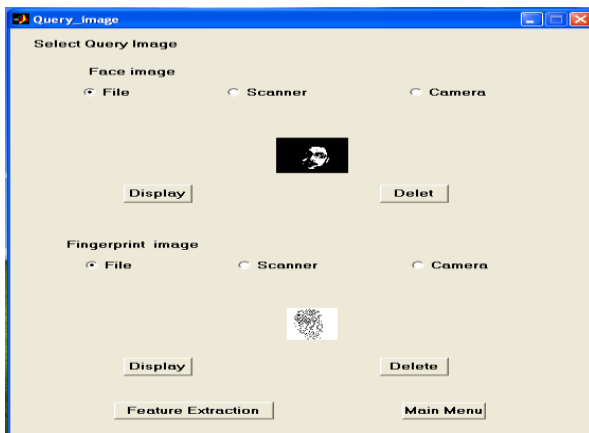 Query_image
Select Query Image
Face image
File Scanner Camera
Display Delet
Fingerprint image
File Scanner Camera
Display Delete
Feature Extraction Main Menu